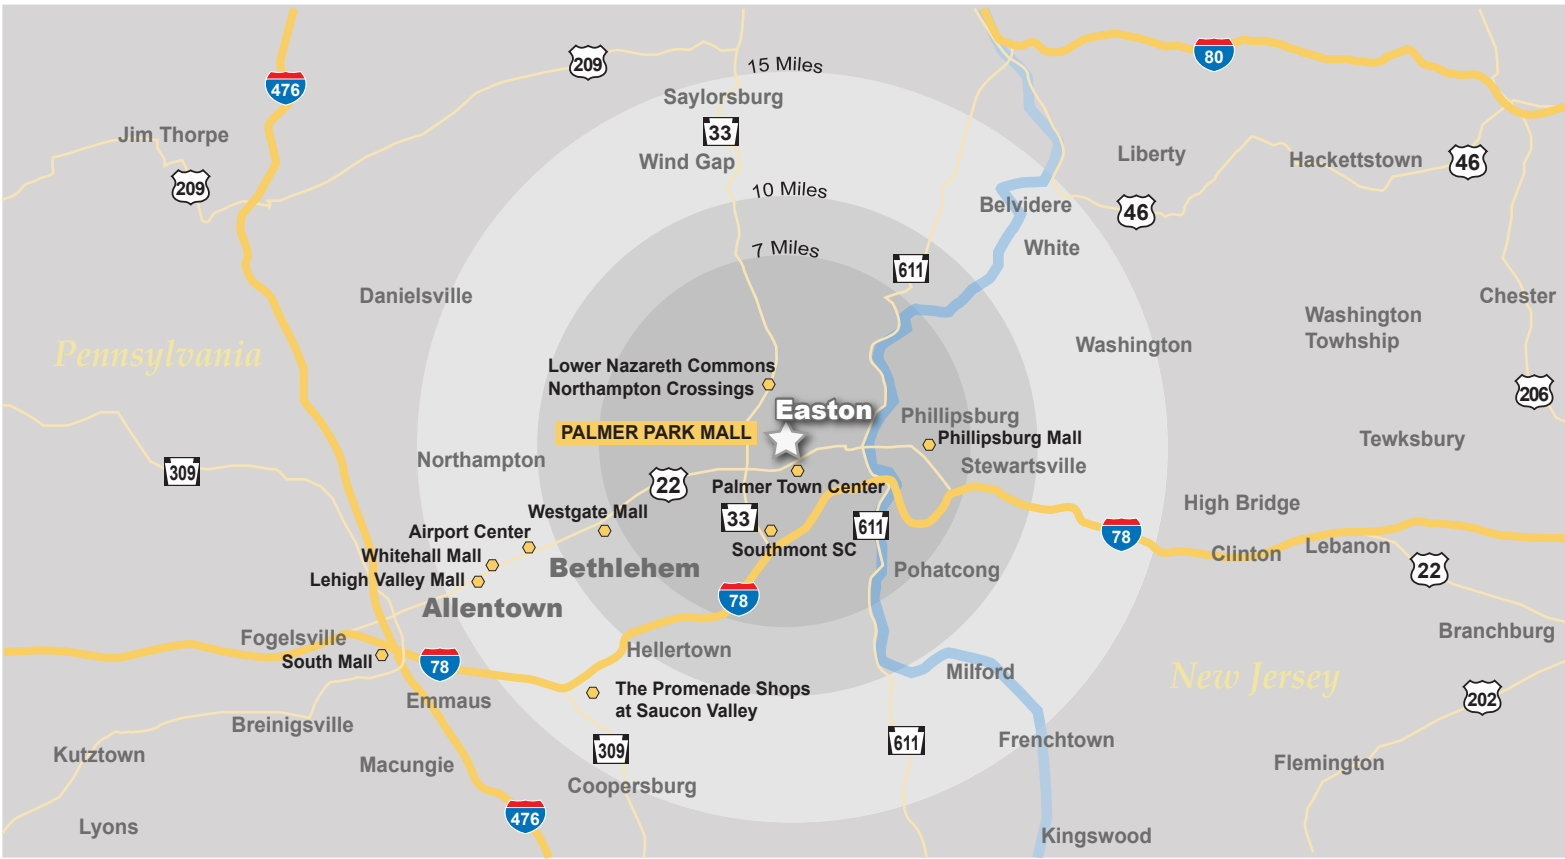 80
15 Miles
209
476
Saylorsburg
33
Jim Thorpe
Wind Gap
Liberty
Hackettstown
46
209
10 Miles
Belvidere
46
7 Miles
White
611
Danielsville
Chester
Washington
Towhship
Pennsylvania
Washington
Lower Nazareth Commons
Northampton Crossings
206
Easton
Phillipsburg
PALMER PARK MALL
Phillipsburg Mall
Tewksbury
Northampton
Stewartsville
309
22
Palmer Town Center
High Bridge
Westgate Mall
33
611
Airport Center
78
Whitehall Mall
Southmont SC
Clinton
Lebanon
Lehigh Valley Mall
Bethlehem
Pohatcong
22
Allentown
78
Fogelsville
Branchburg
South Mall
78
Hellertown
Milford
New Jersey
The Promenade Shops
at Saucon Valley
Emmaus
202
Breinigsville
309
611
Frenchtown
Kutztown
Macungie
Flemington
Coopersburg
476
Lyons
Kingswood